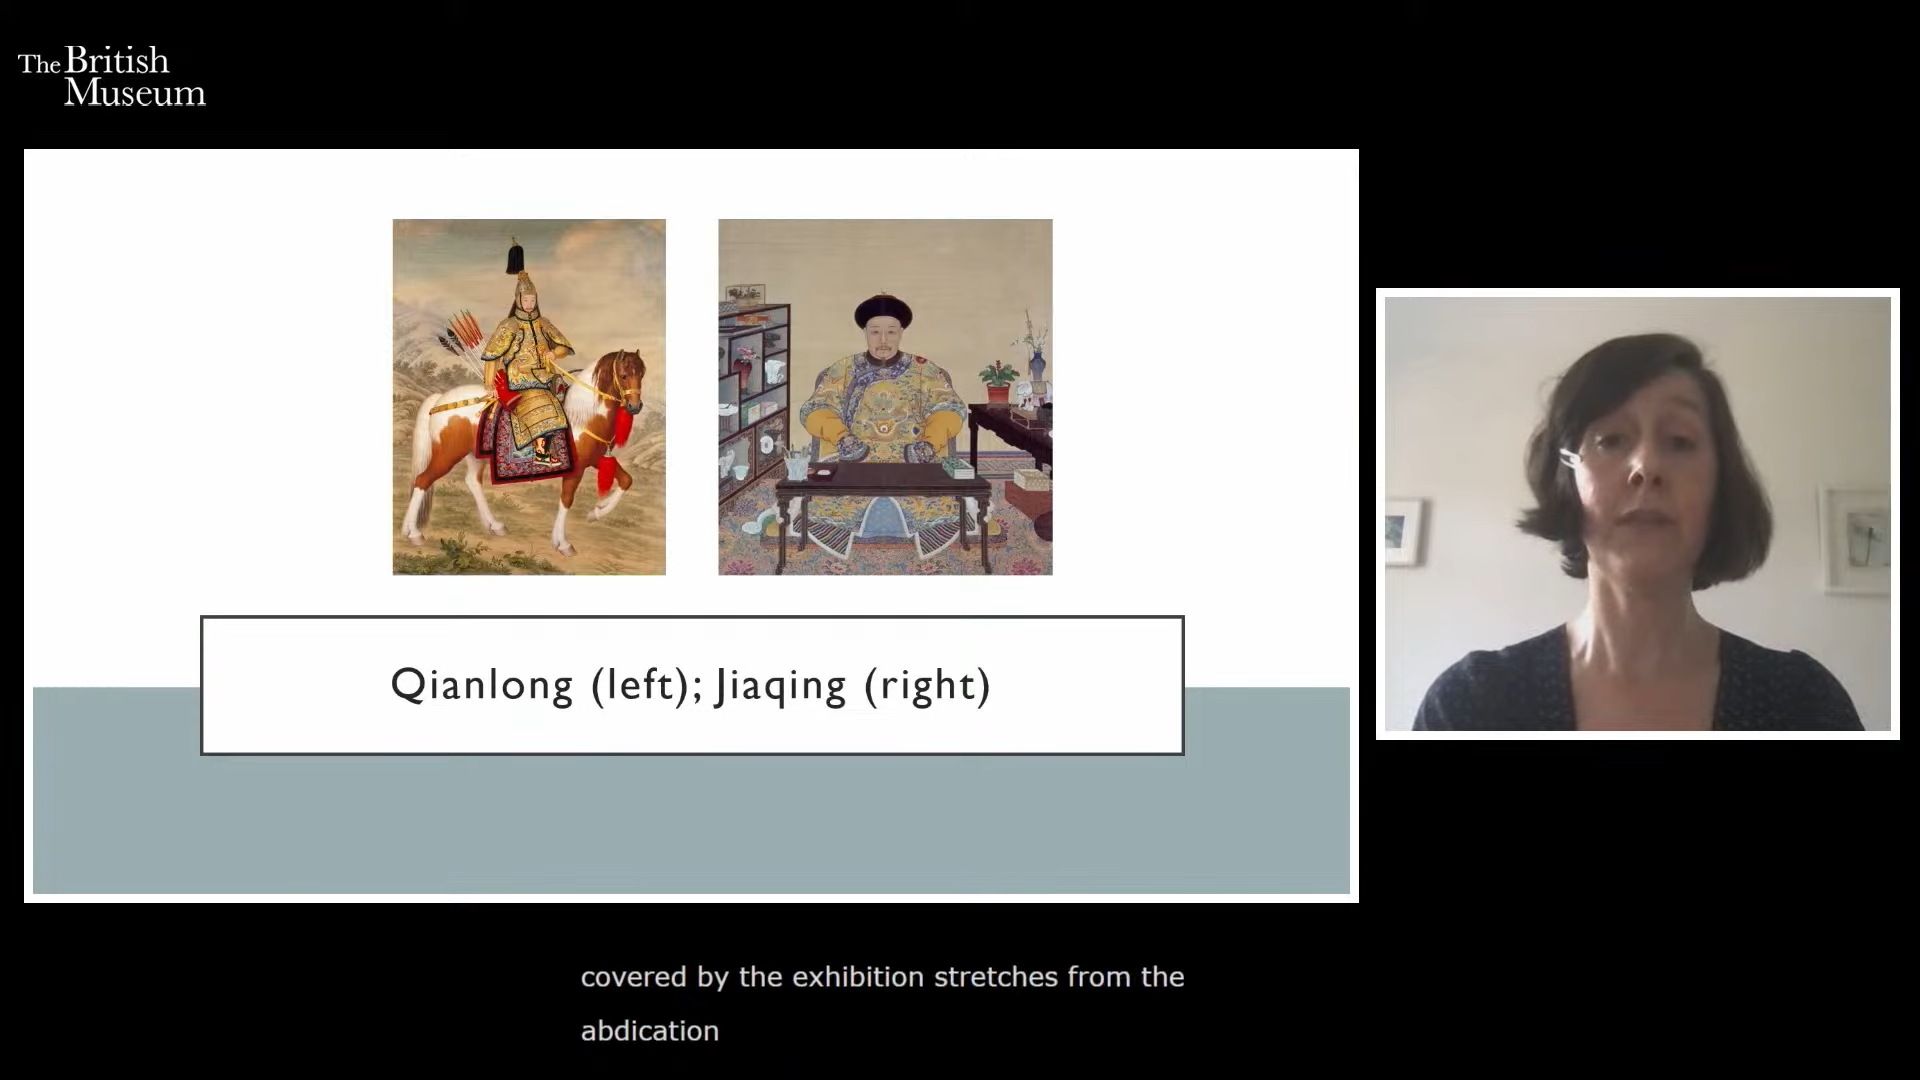 The British
Museum
Qianlong (left); Jiaqing (right)
covered by the exhibition stretches from the
abdication